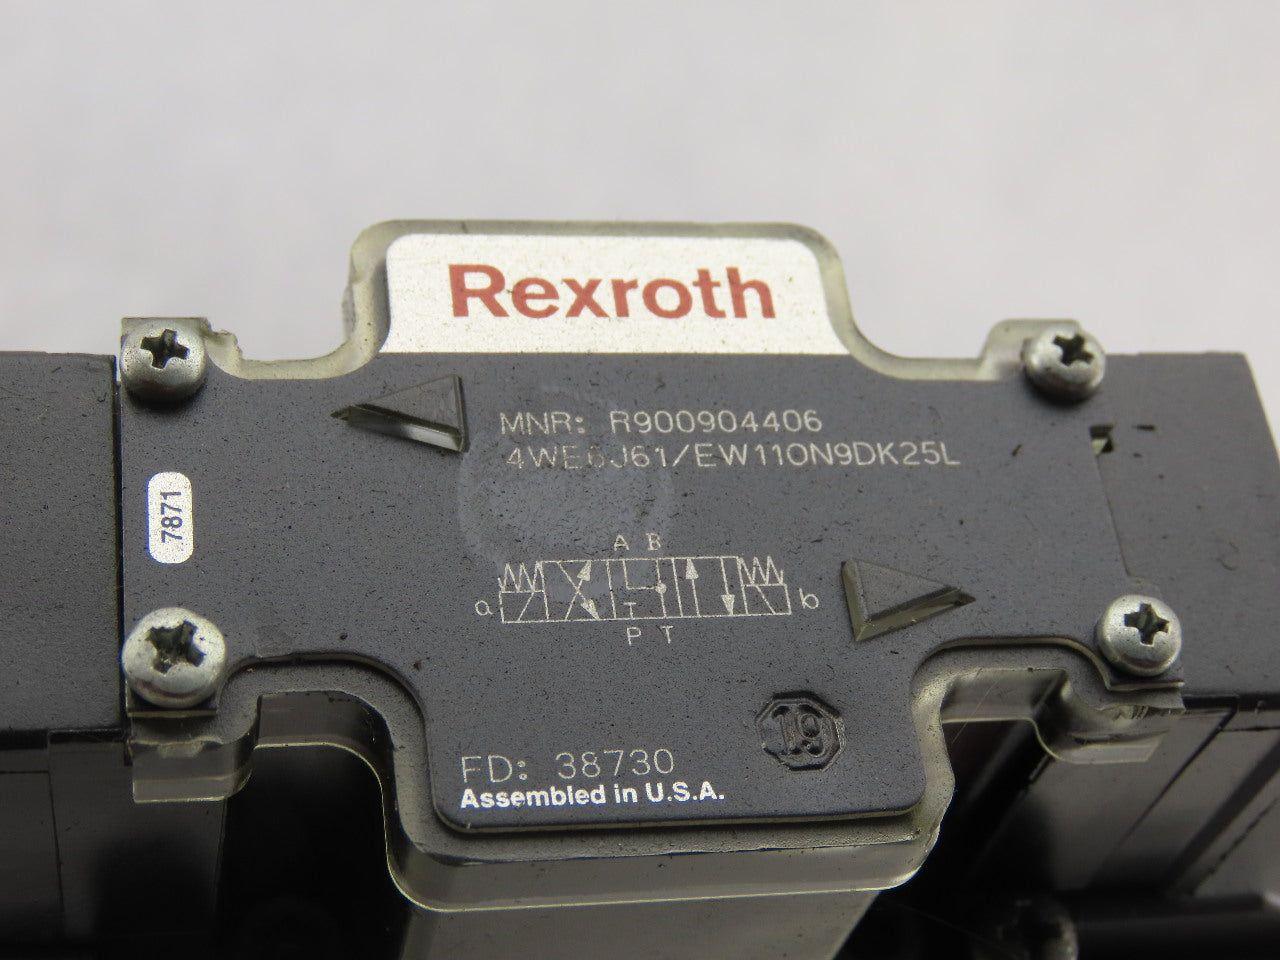 Rexroth
MNR: R900904406
4WE6J61/EW110N9DK25L
7871
A B
a
b
T
P T
19
FD: 38730
Assembled in U.S.A.